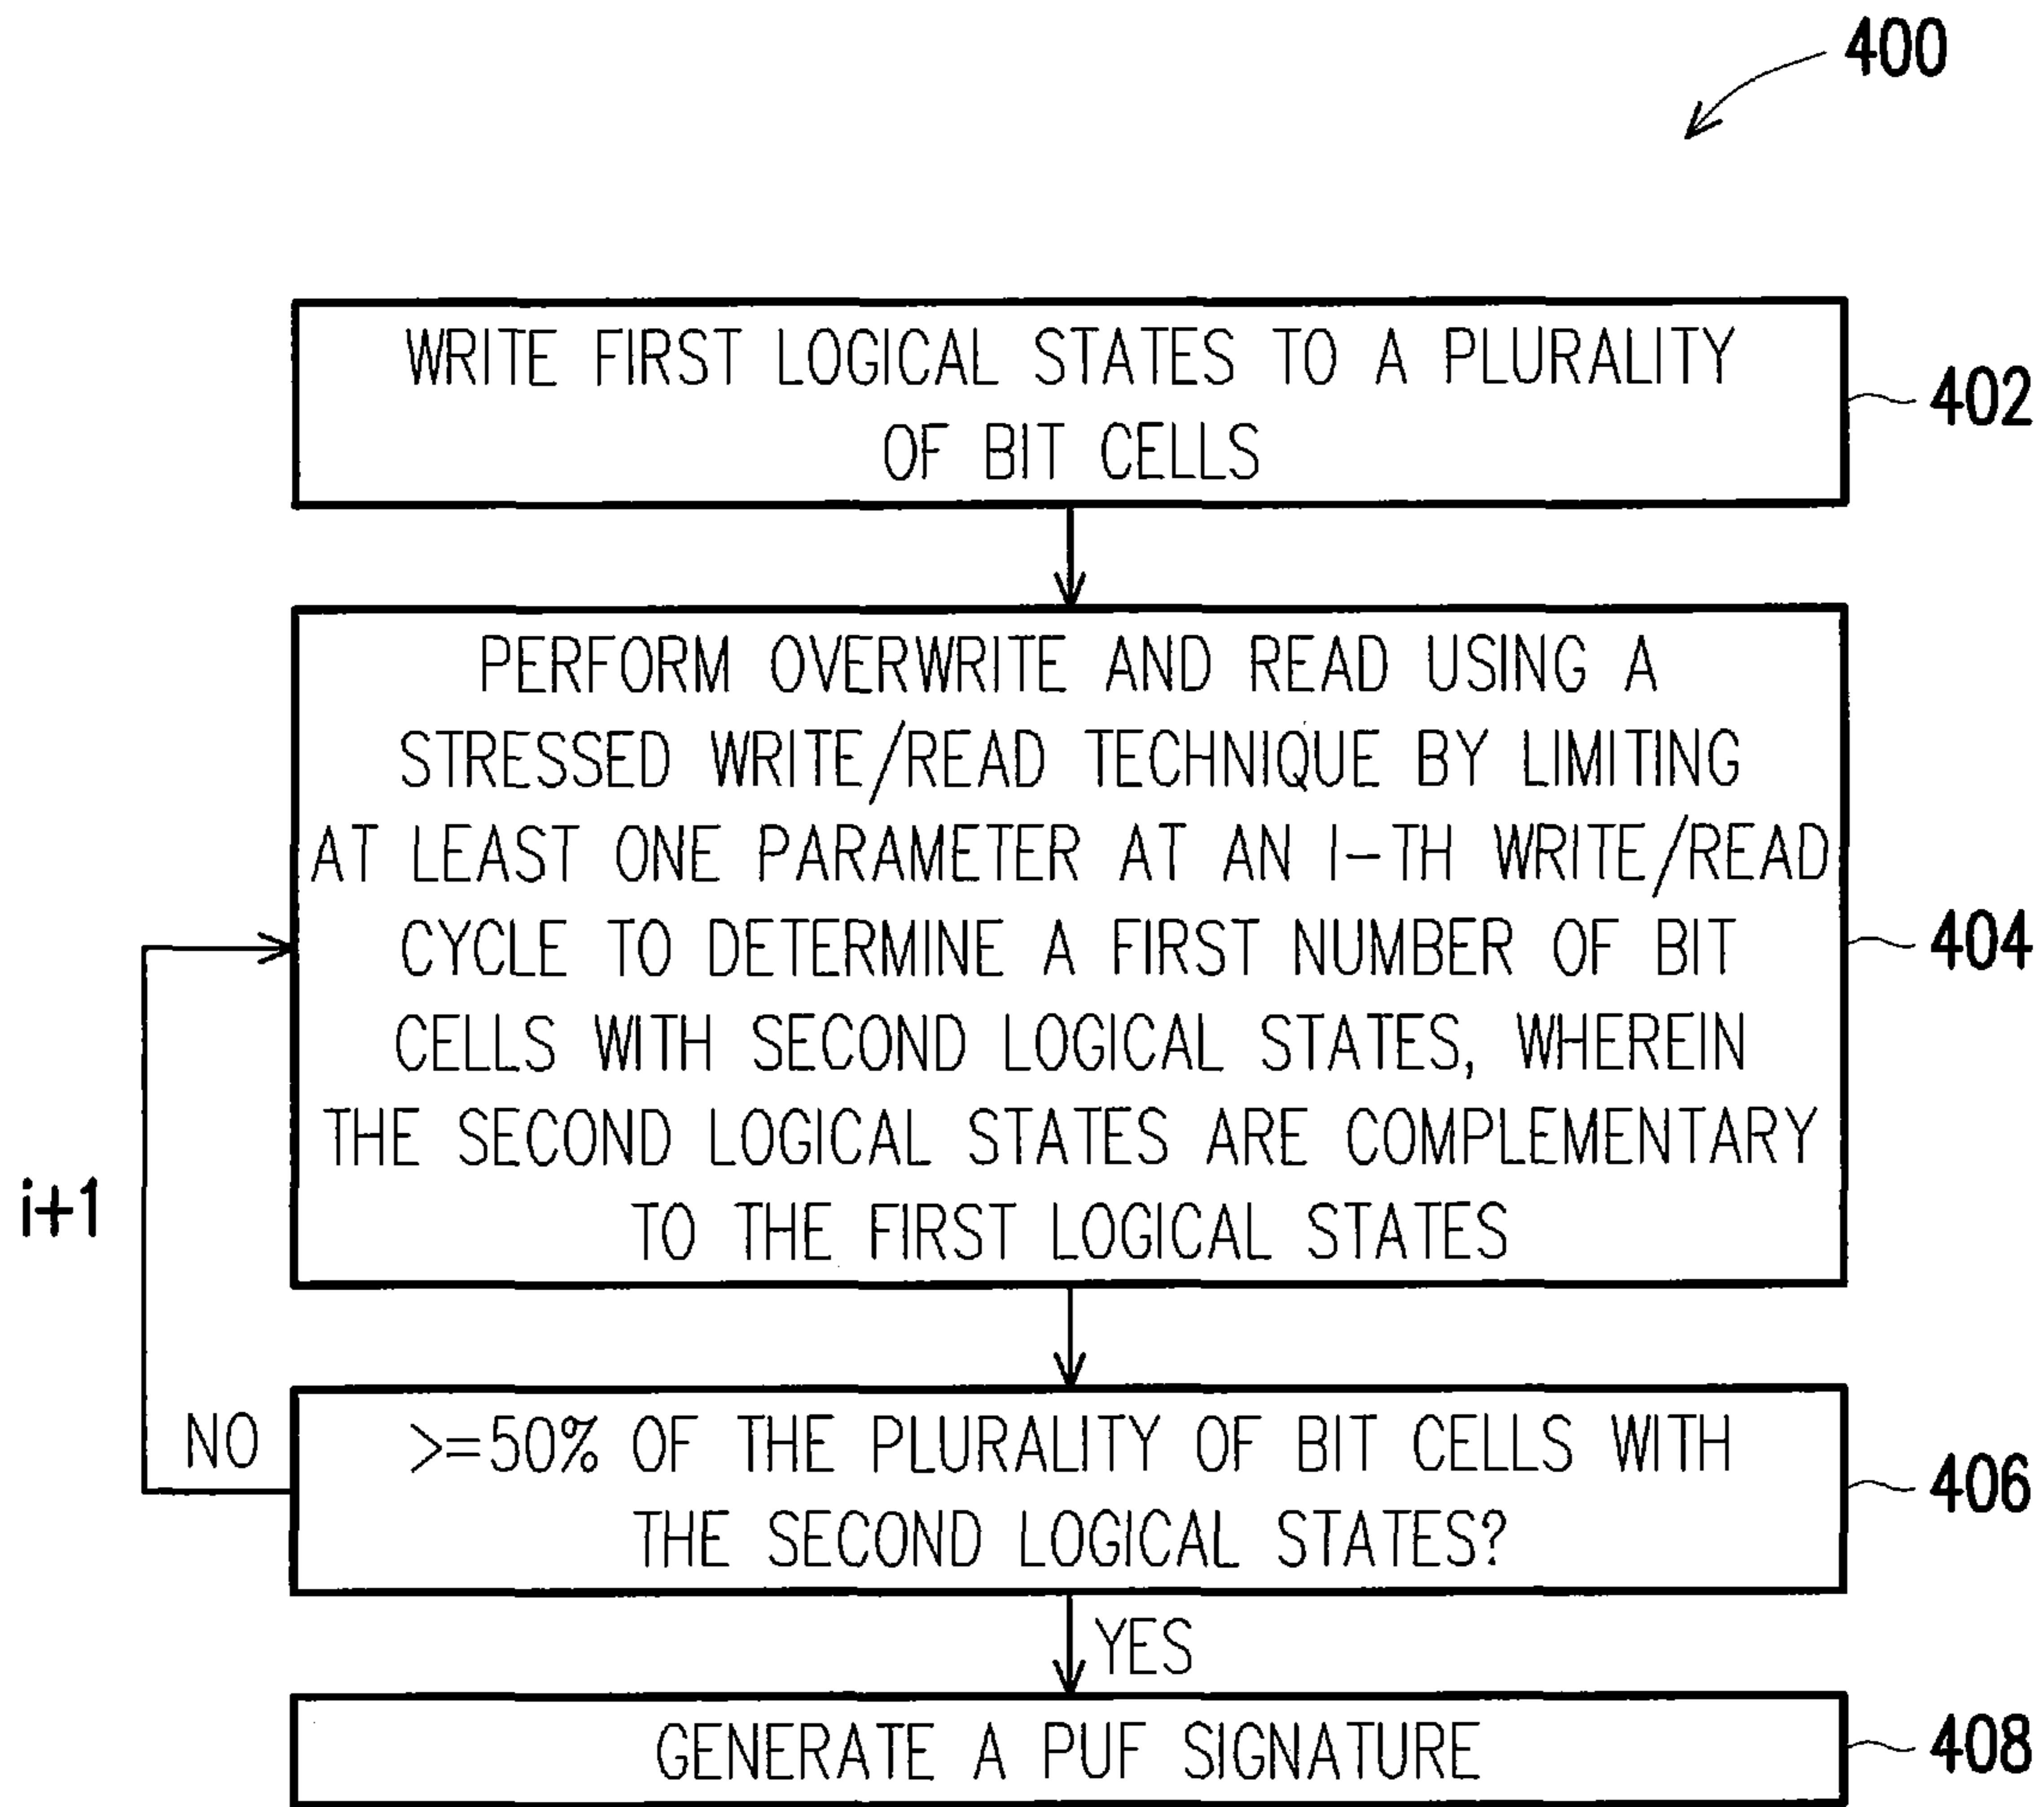 400
WRITE FIRST LOGICAL STATES TO A PLURALITY
OF BIT CELLS
402
PERFORM OVERWRITE AND READ USING A
STRESSED WRITE/READ TECHNIQUE BY LIMITING
AT LEAST ONE PARAMETER AT AN I-TH WRITE/READ
CYCLE TO DETERMINE A FIRST NUMBER OF BIT
CELLS WITH SECOND LOGICAL STATES, WHEREIN
THE SECOND LOGICAL STATES ARE COMPLEMENTARY
TO THE FIRST LOGICAL STATES
404
i+1
NO
>=50% OF THE PLURALITY OF BIT CELLS WITH
THE SECOND LOGICAL STATES?
406
YES
GENERATE A PUF SIGNATURE
408